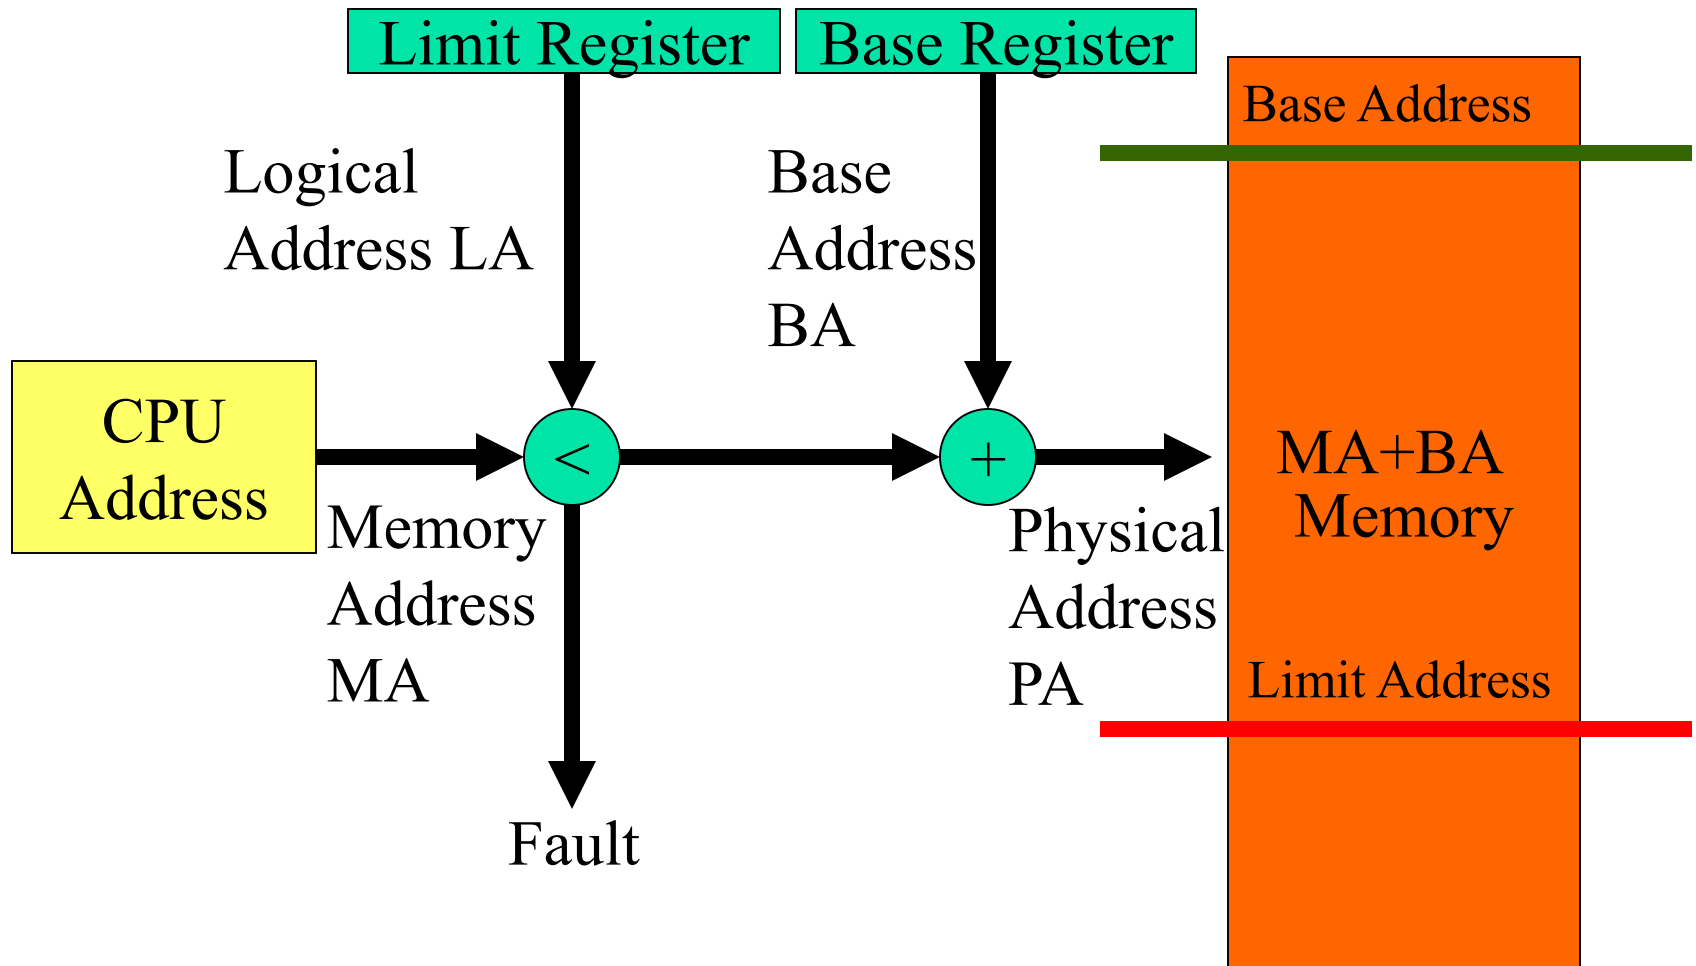 Limit Register
Base Register
Base Address
Logical
Address LA
Base
Address
BA
CPU
Address
<
+
MA+BA
Memory
Memory
Address
MA
Physical
Address
PA
Limit Address
Fault